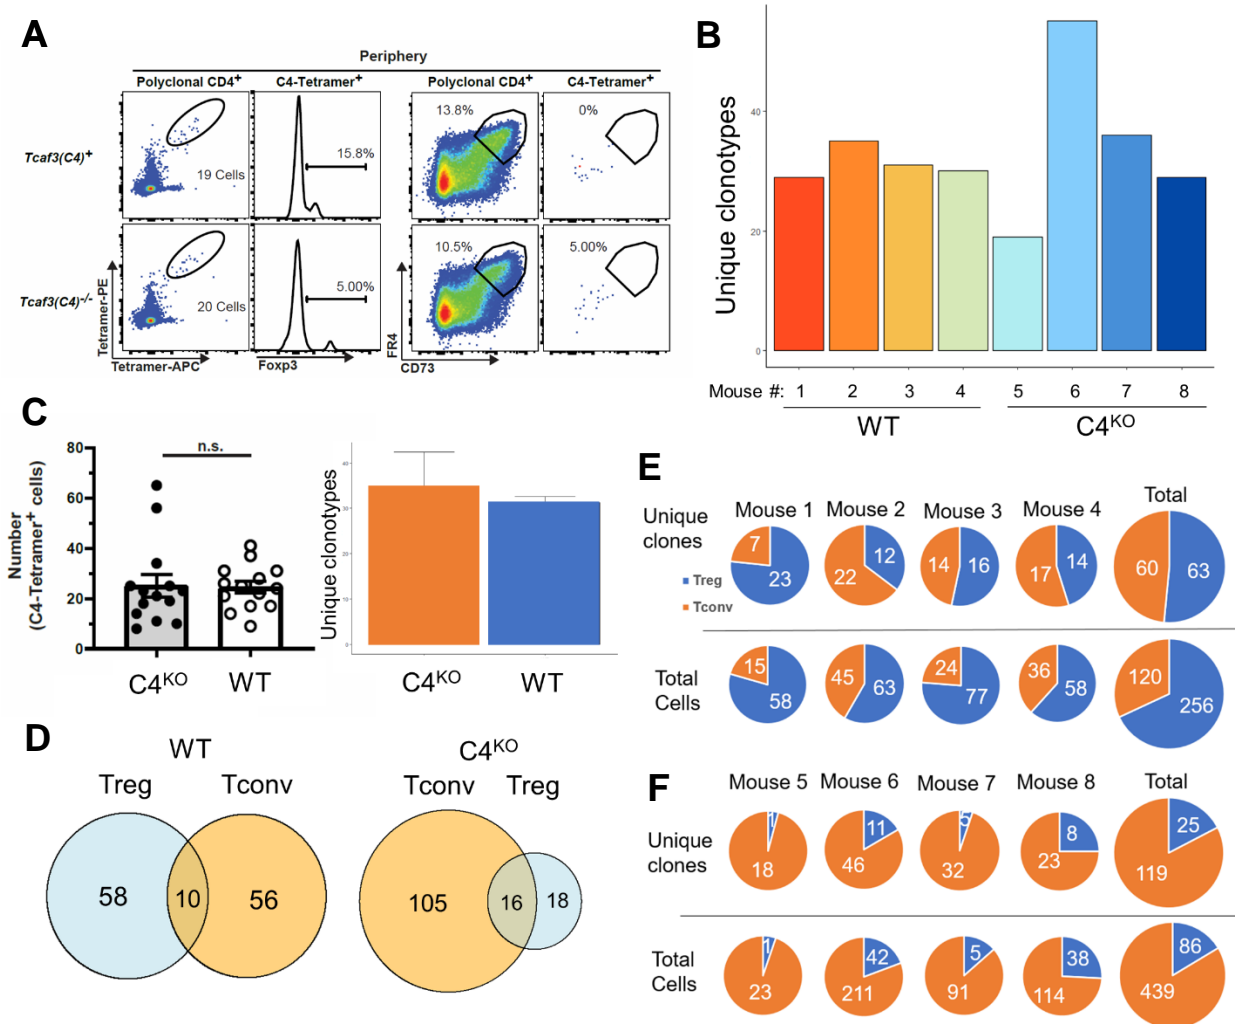 A
Periphery
Polyclonal CD4+
C4-Tetramer+
Polyclonal CD4+
C4-Tetramer+
Tcaf3(C4)+
19 Cells
15.8%
13.8%
0%
Tcaf3(C4)-/-
20 Cells
5.00%
10.5%
5.00%
Tetramer-PE
Tetramer-APC
Foxp3
FR4
CD73
B
Unique clonotypes
40
20
0
Mouse #: 1 2 3 4 5 6 7 8
WT
C4KO
C
Number
(C4-Tetramer+ cells)
80
60
40
20
0
n.s.
C4KO WT
Unique clonotypes
40
30
20
10
0
C4KO WT
D
WT
Treg Tconv
58 10 56
C4KO
Tconv Treg
105 16 18
E
Mouse 1 Mouse 2 Mouse 3 Mouse 4 Total
Unique
clones
Treg
Tconv
7 23
12 22
14 16
17 14
60 63
Total
Cells
15 58
45 63
24 77
36 58
120 256
F
Mouse 5 Mouse 6 Mouse 7 Mouse 8 Total
Unique
clones
1 18
11 46
5 32
8 23
25 119
Total
Cells
1 23
42 211
5 91
38 114
86 439